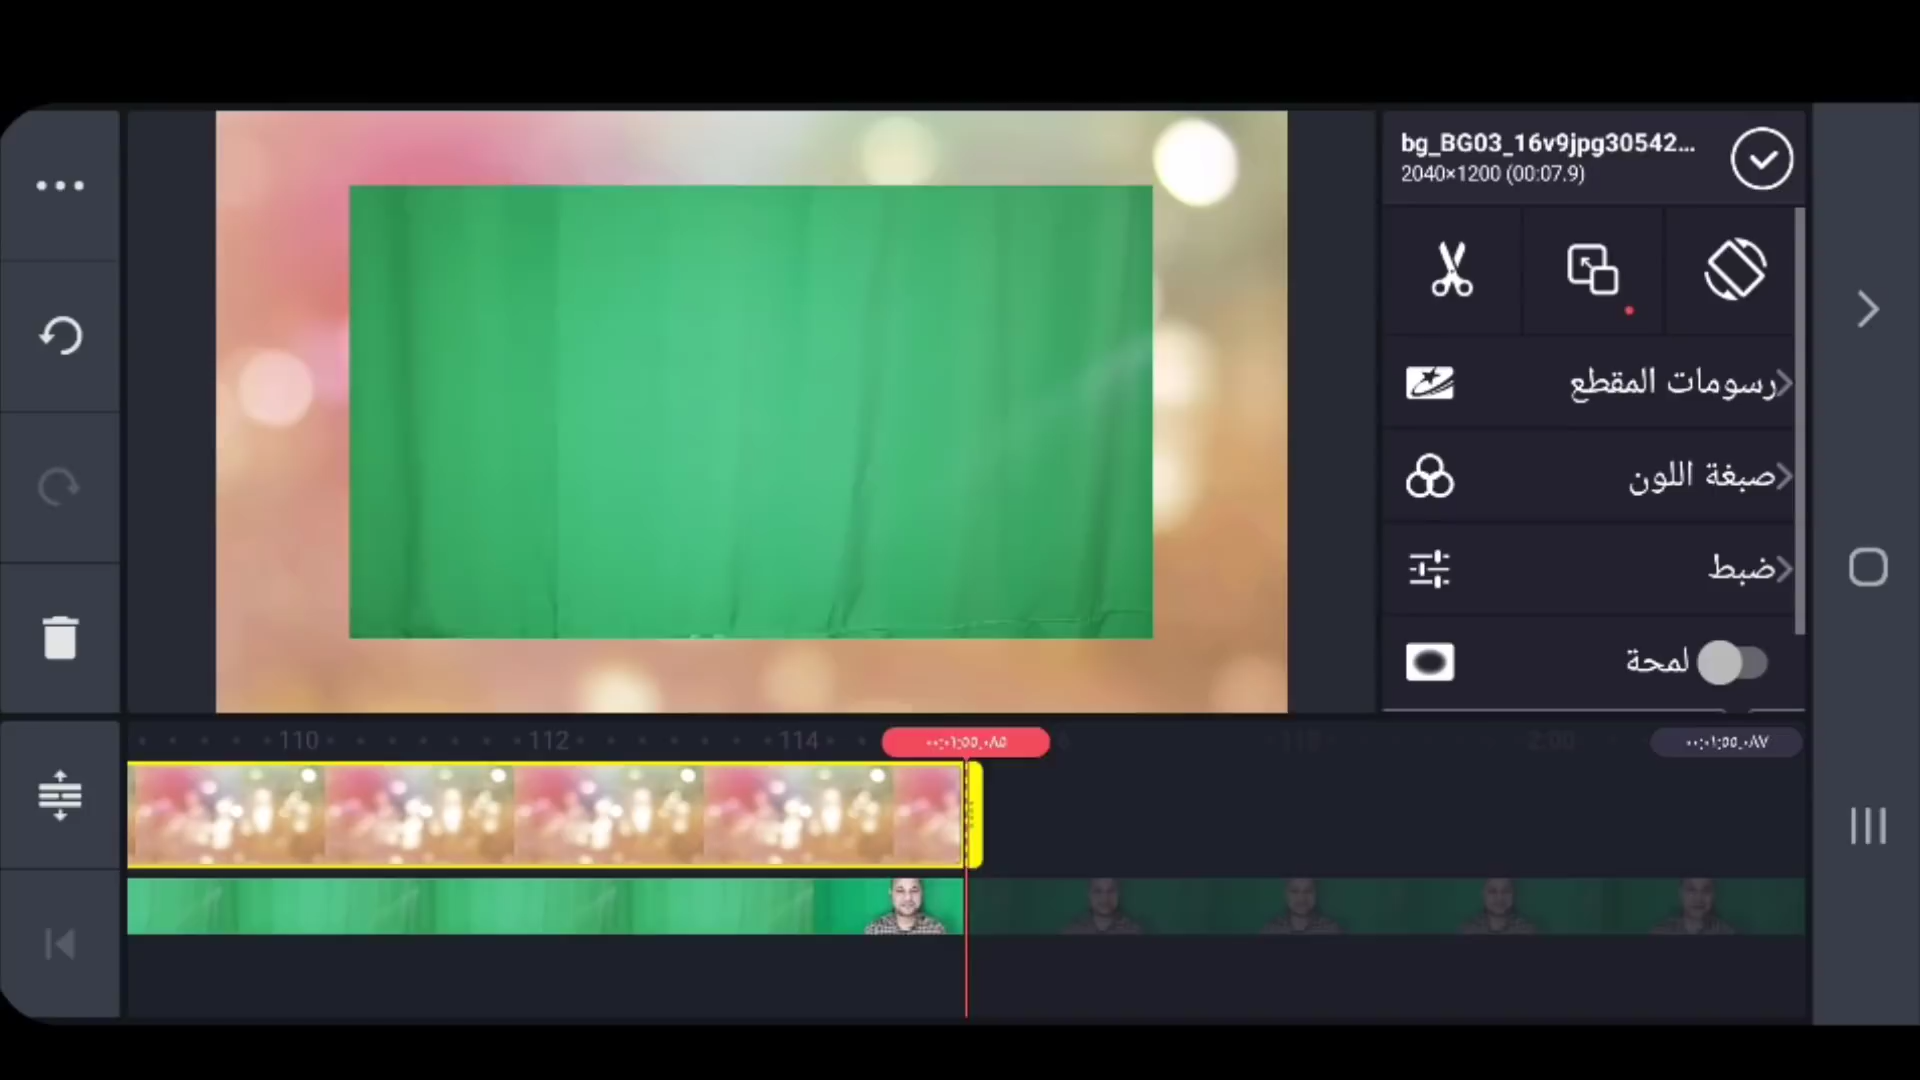 bg_BG03_16v9jpg30542...
2040×1200 (00:07.9)
رسومات المقطع
صبغة اللون
ضبط
لمحة
110
112
114